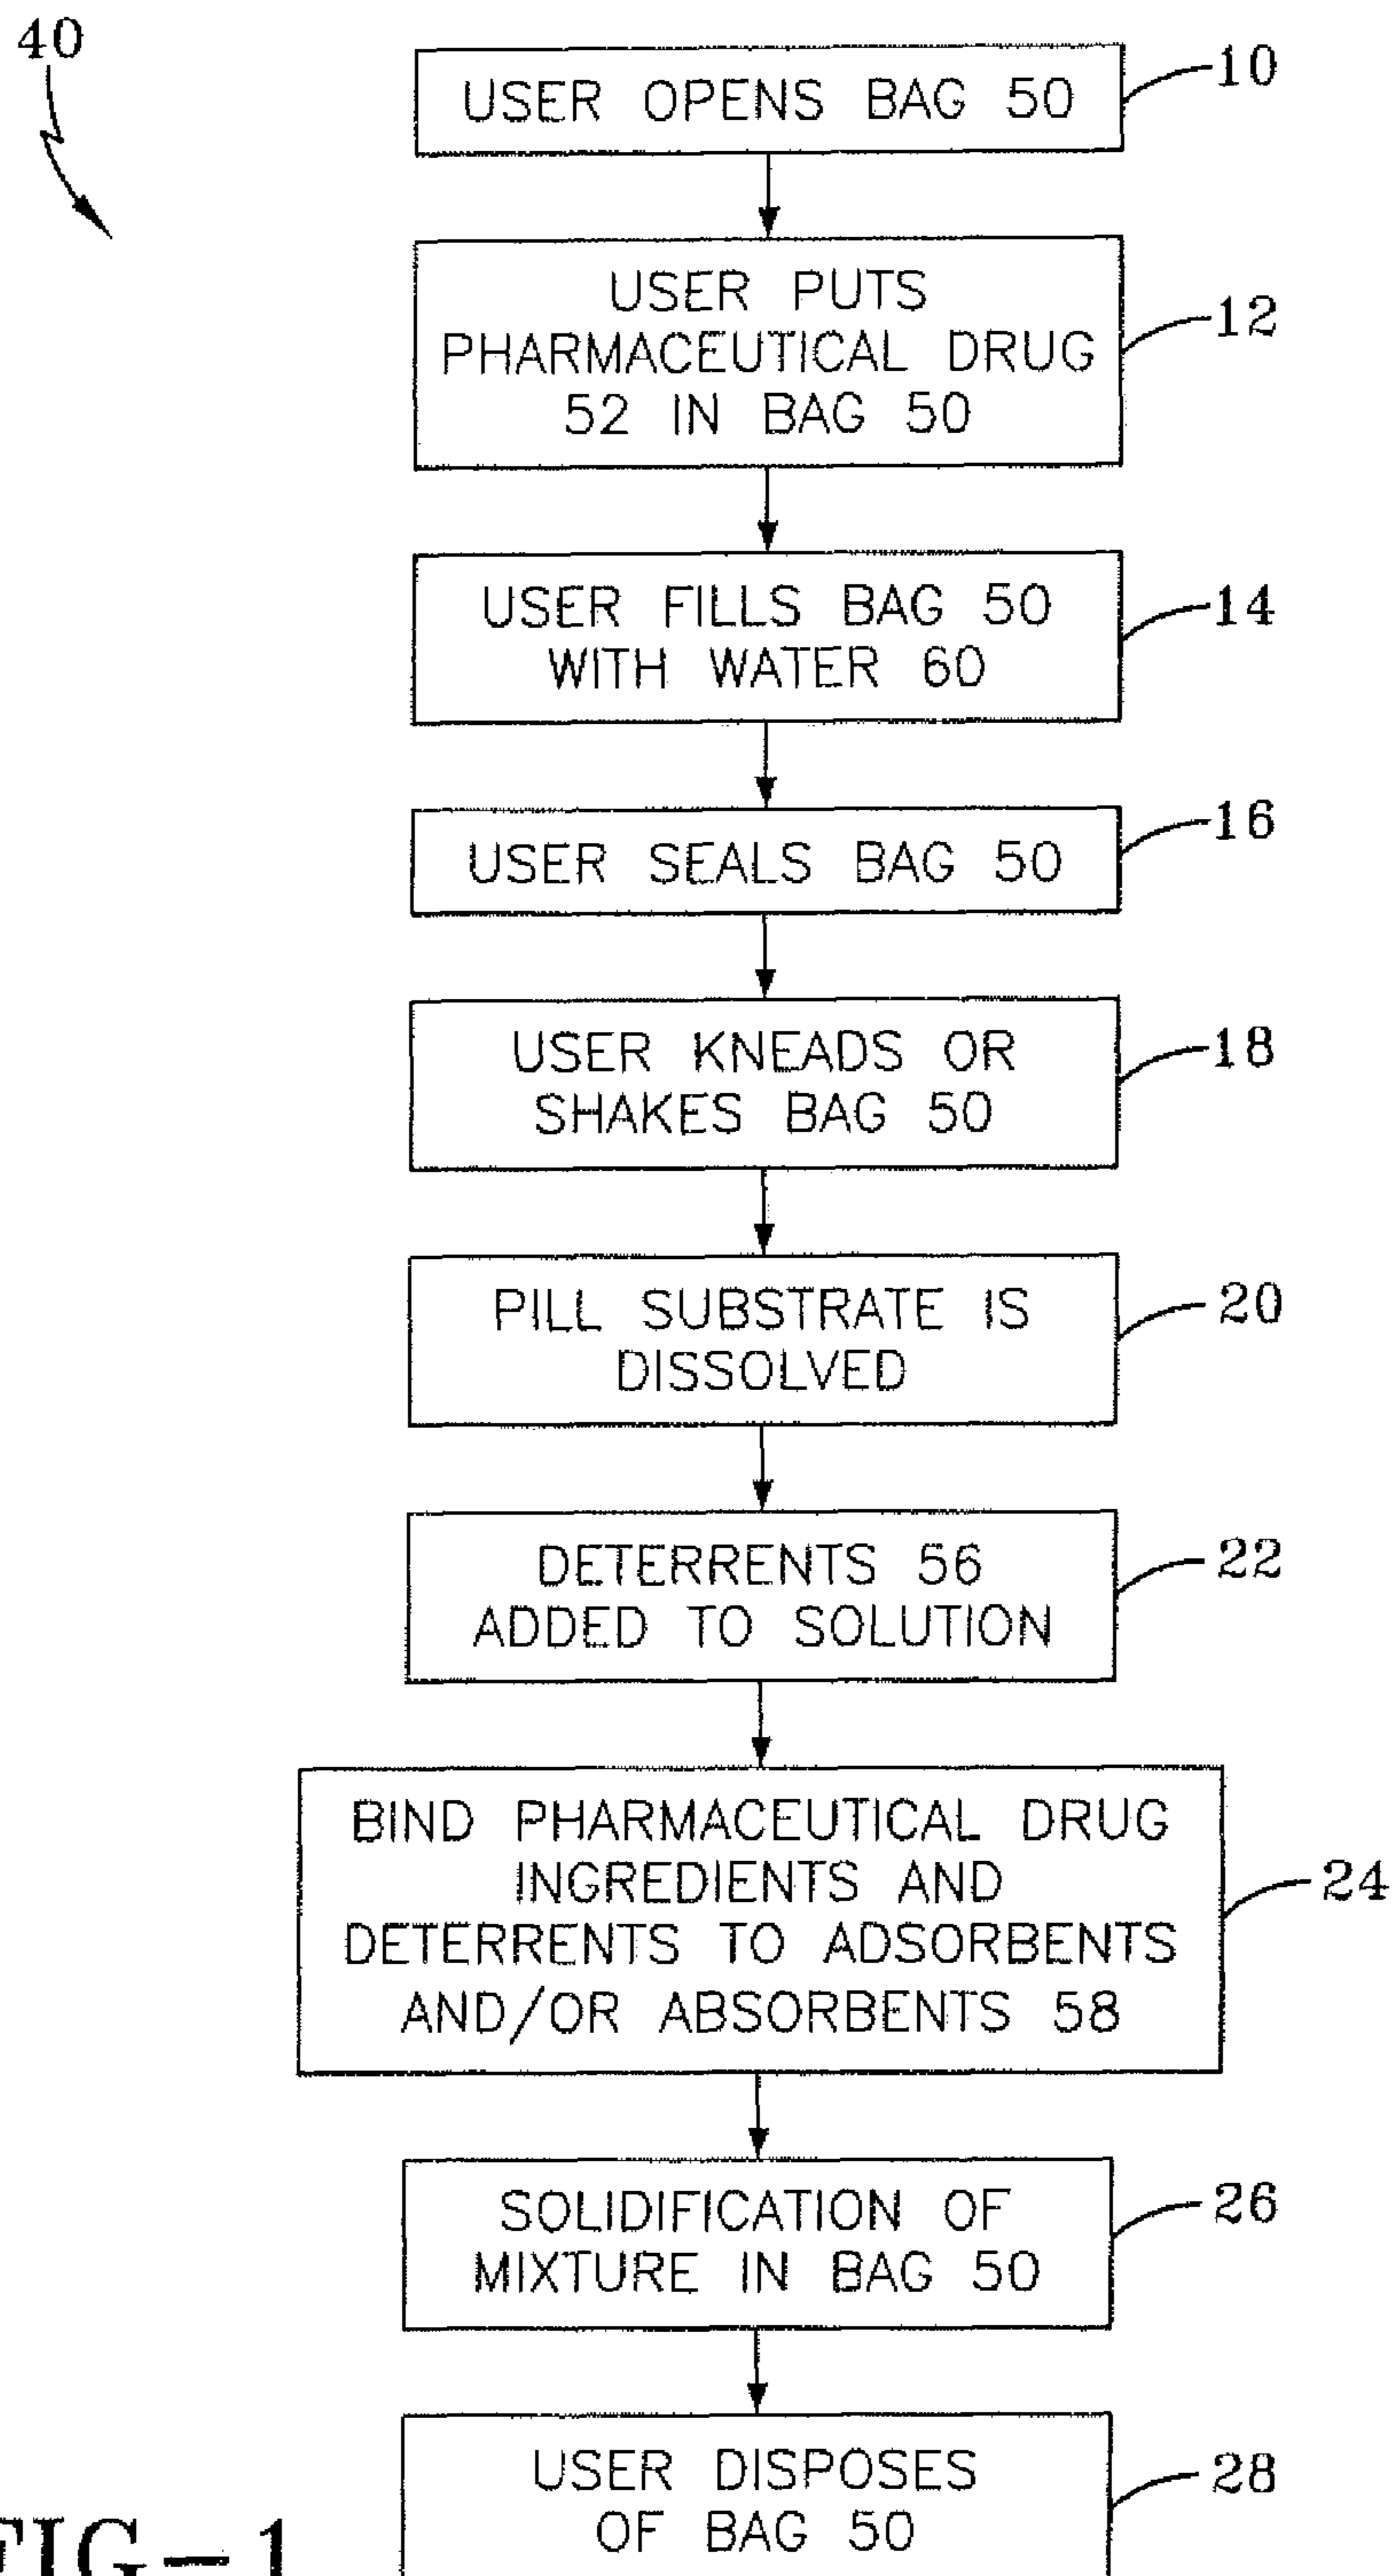 40
USER OPENS BAG 50
10
USER PUTS
PHARMACEUTICAL DRUG
52 IN BAG 50
12
USER FILLS BAG 50
WITH WATER 60
14
USER SEALS BAG 50
16
USER KNEADS OR
SHAKES BAG 50
18
PILL SUBSTRATE IS
DISSOLVED
20
DETERRENTS 56
ADDED TO SOLUTION
22
BIND PHARMACEUTICAL DRUG
INGREDIENTS AND
DETERRENTS TO ADSORBENTS
AND/OR ABSORBENTS 58
24
SOLIDIFICATION OF
MIXTURE IN BAG 50
26
USER DISPOSES
OF BAG 50
28
FIG-1